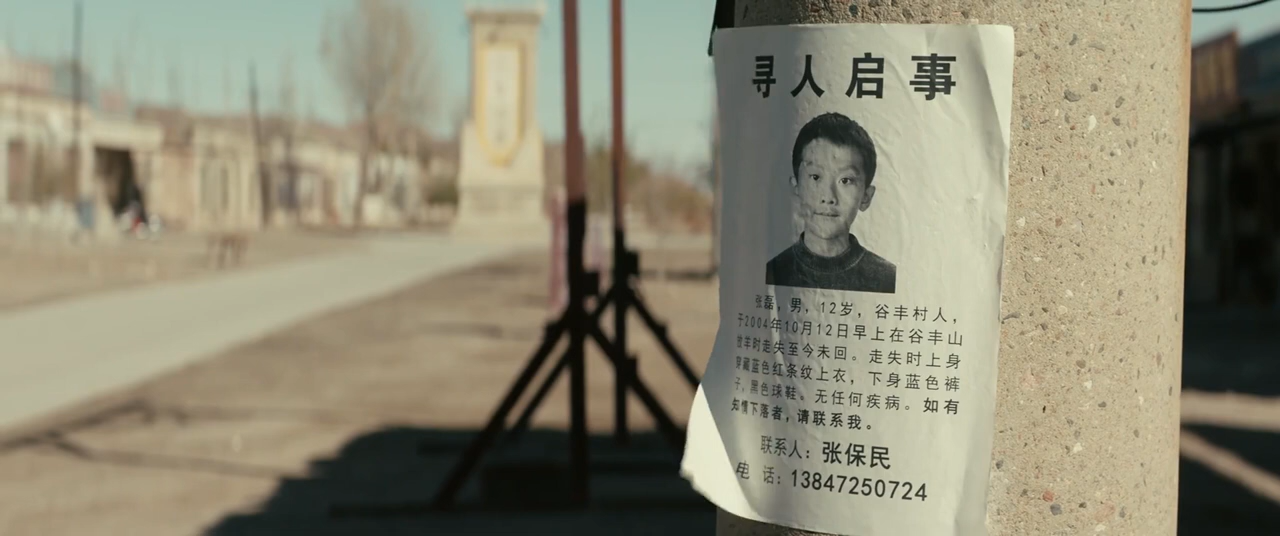 寻人启事
张磊，男，12岁，谷丰村人，
于2004年10月12日早上在谷丰山
放羊时走失至今未回。走失时上身
穿藏蓝色红条纹上衣，下身蓝色裤
子，黑色球鞋。无任何疾病。如有
知情下落者，请联系我。
联系人：张保民
电 话：13847250724